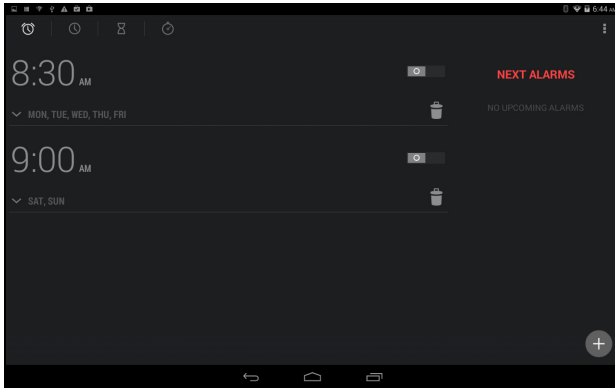 6:44 AM
8:30 AM
NEXT ALARMS
NO UPCOMING ALARMS
MON, TUE, WED, THU, FRI
9:00 AM
SAT, SUN